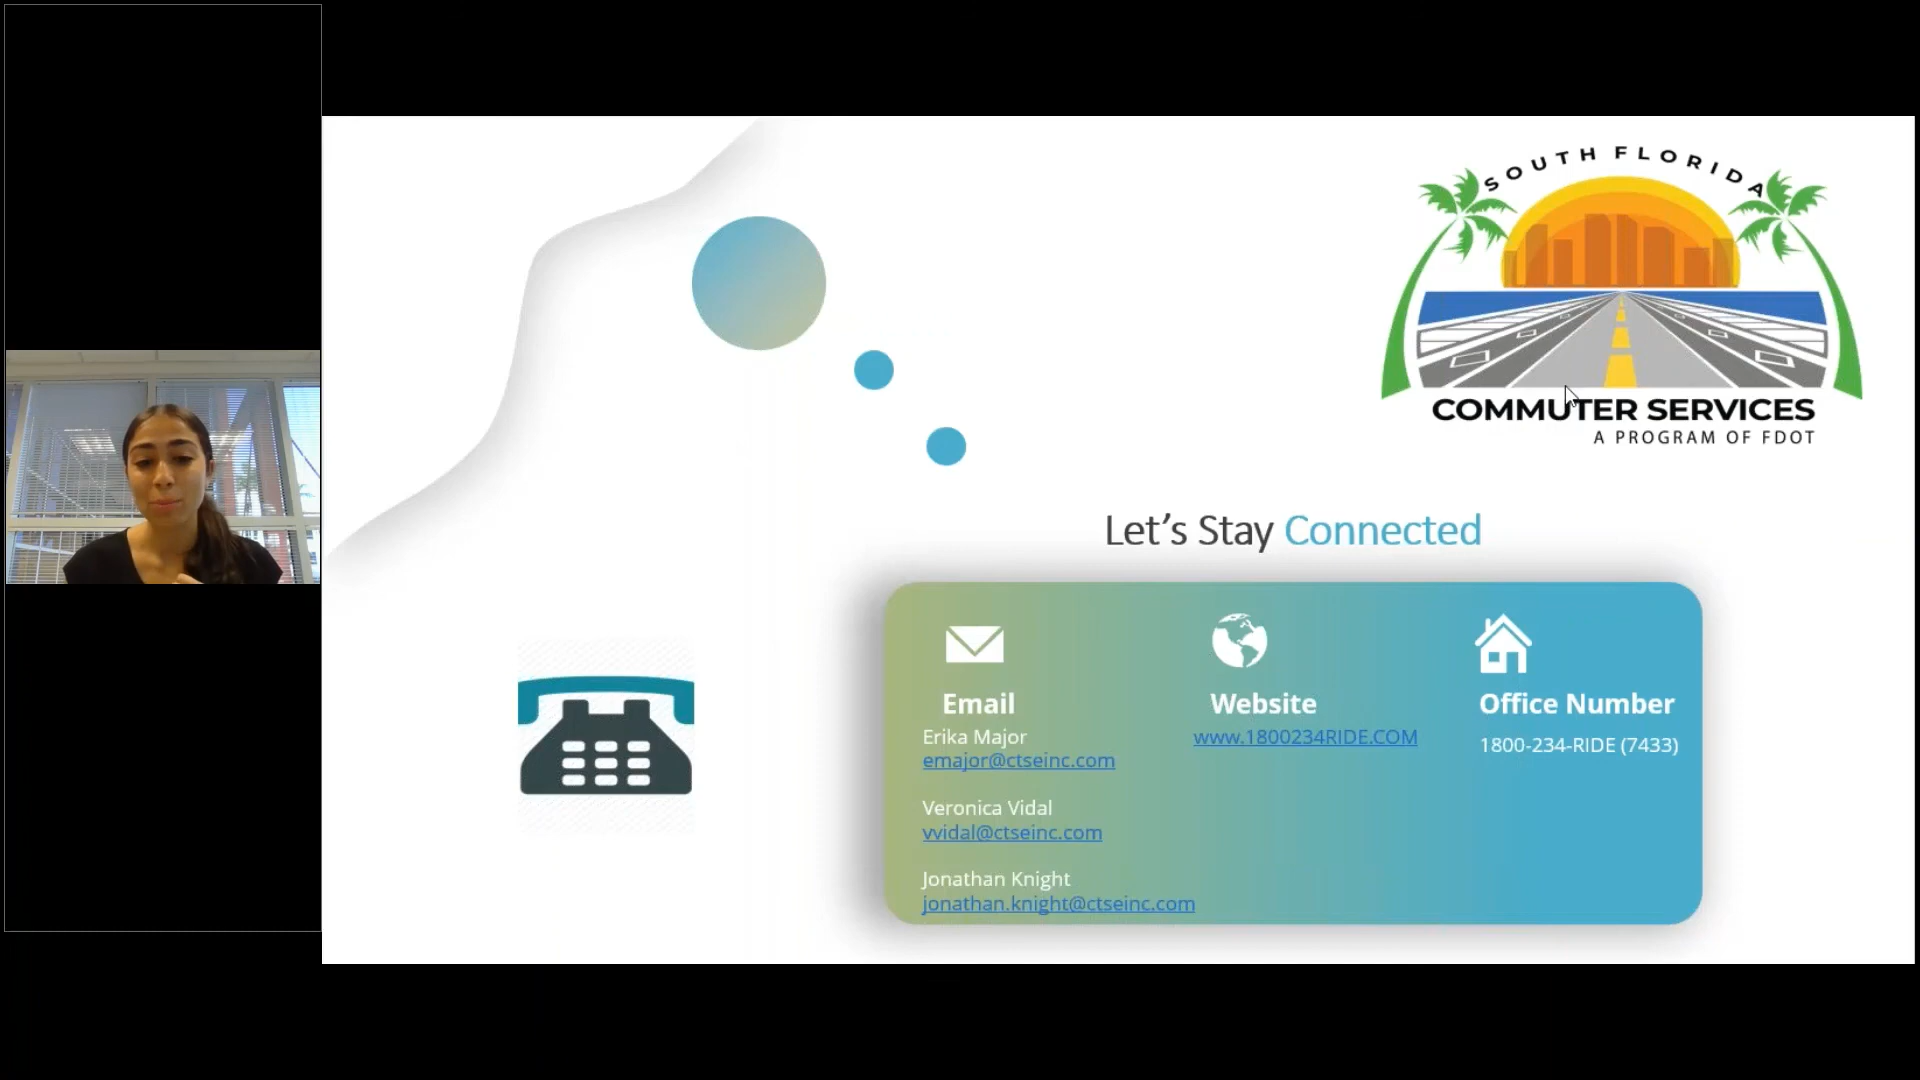 SOUTH FLORIDA
COMMUTER SERVICES
A PROGRAM OF FDOT
Let's Stay Connected
Email
Erika Major
emajor@ctseinc.com
Veronica Vidal
vvidal@ctseinc.com
Jonathan Knight
jonathan.knight@ctseinc.com
Website
www.1800234RIDE.COM
Office Number
1800-234-RIDE (7433)